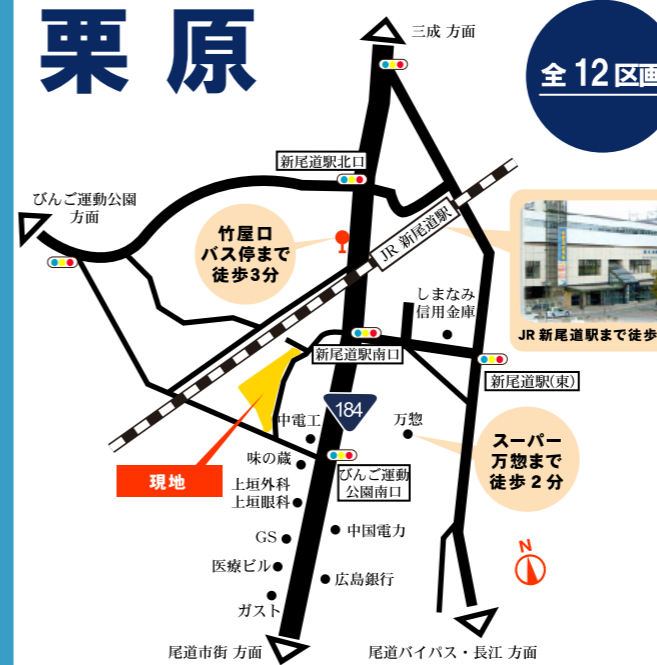 栗原
全12区画
三成 方面
新尾道駅北口
びんご運動公園
方面
竹屋口
バス停まで
徒歩3分
JR 新尾道駅
しまなみ
信用金庫
JR 新尾道駅まで徒歩
新尾道駅南口
新尾道駅(東)
184
中電工
万惣
味の蔵
スーパー
万惣まで
徒歩2分
現地
びんご運動
公園南口
上垣外科
上垣眼科
GS
中国電力
N
医療ビル
広島銀行
ガスト
尾道市街 方面
尾道バイパス・長江 方面